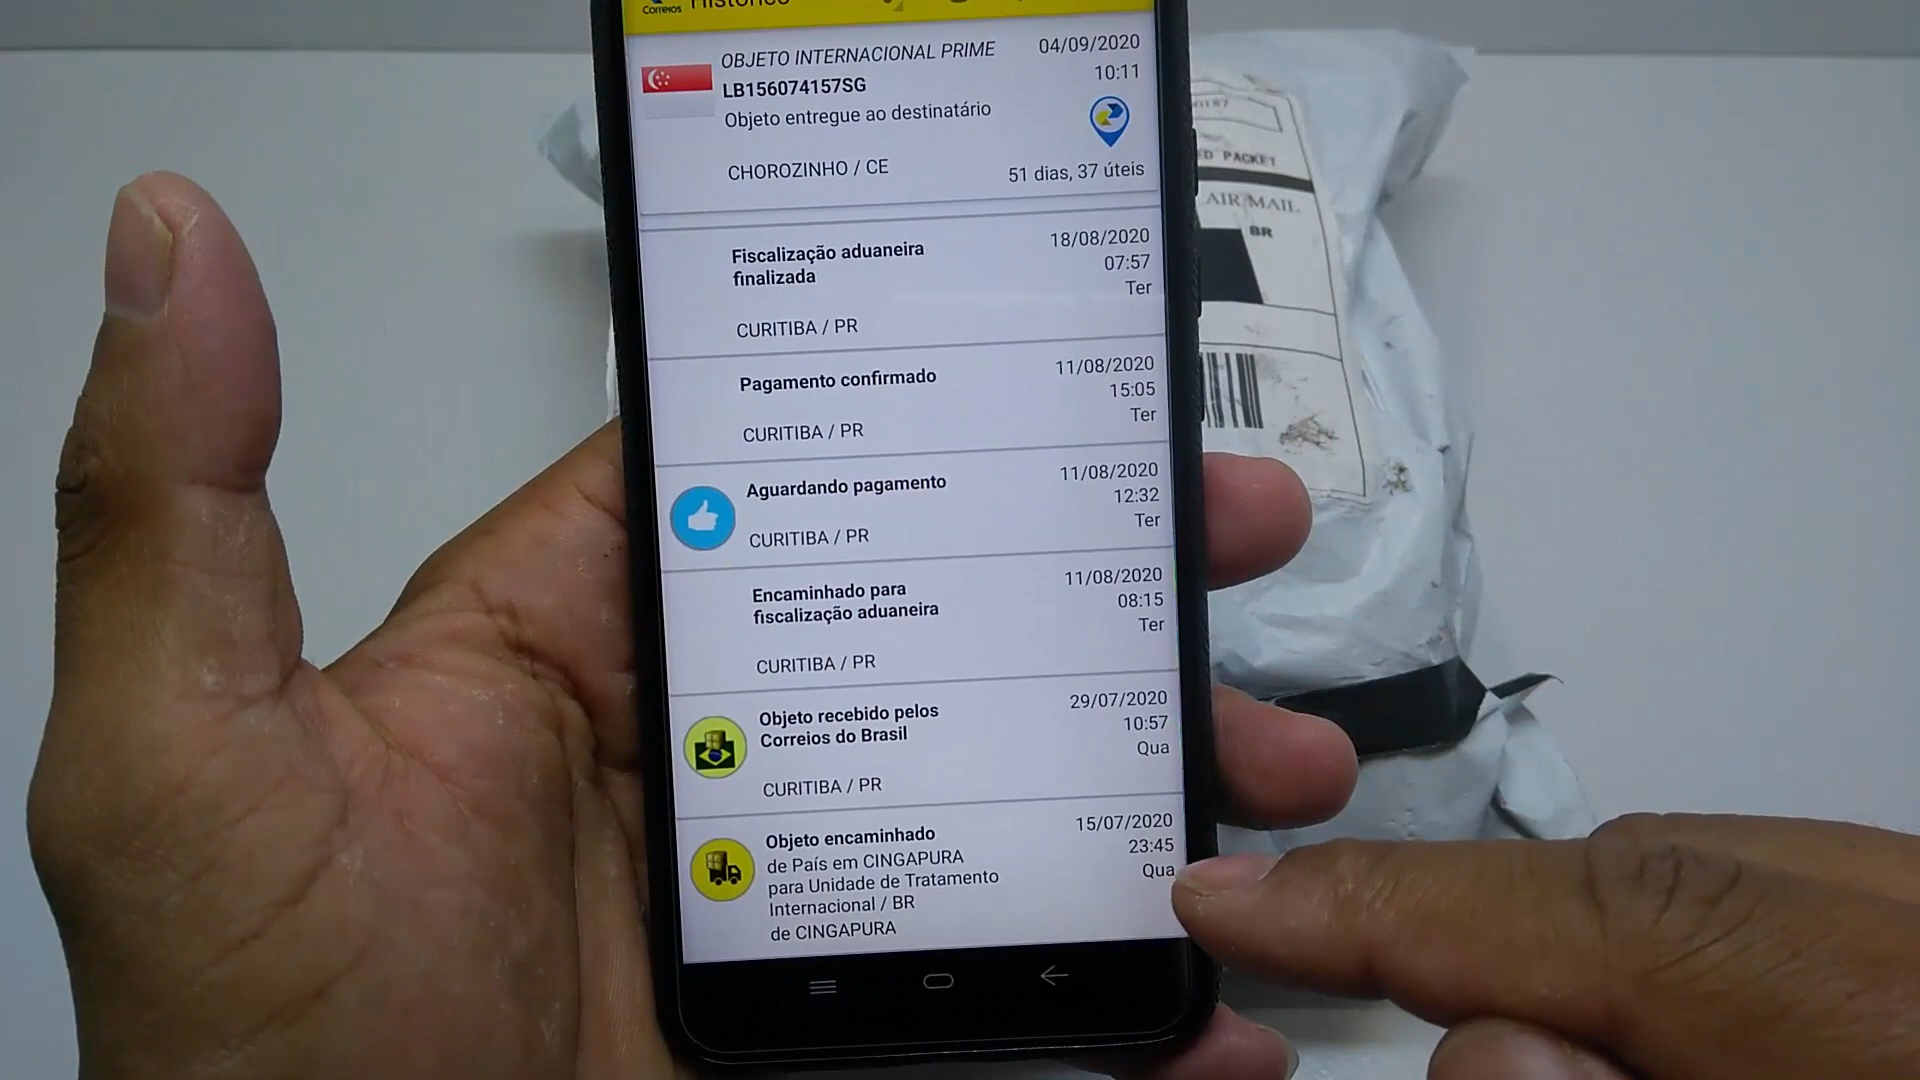 Correios
Histórico
OBJETO INTERNACIONAL PRIME
04/09/2020
LB156074157SG
10:11
Objeto entregue ao destinatário
CHOROZINHO / CE
51 dias, 37 úteis
Fiscalização aduaneira
finalizada
18/08/2020
07:57
Ter
CURITIBA / PR
Pagamento confirmado
11/08/2020
15:05
Ter
CURITIBA / PR
Aguardando pagamento
11/08/2020
12:32
Ter
CURITIBA / PR
Encaminhado para
fiscalização aduaneira
11/08/2020
08:15
Ter
CURITIBA / PR
Objeto recebido pelos
Correios do Brasil
29/07/2020
10:57
Qua
CURITIBA / PR
Objeto encaminhado
de País em CINGAPURA
para Unidade de Tratamento
Internacional / BR
de CINGAPURA
15/07/2020
23:45
Qua
PACKET
AIR MAIL
BR